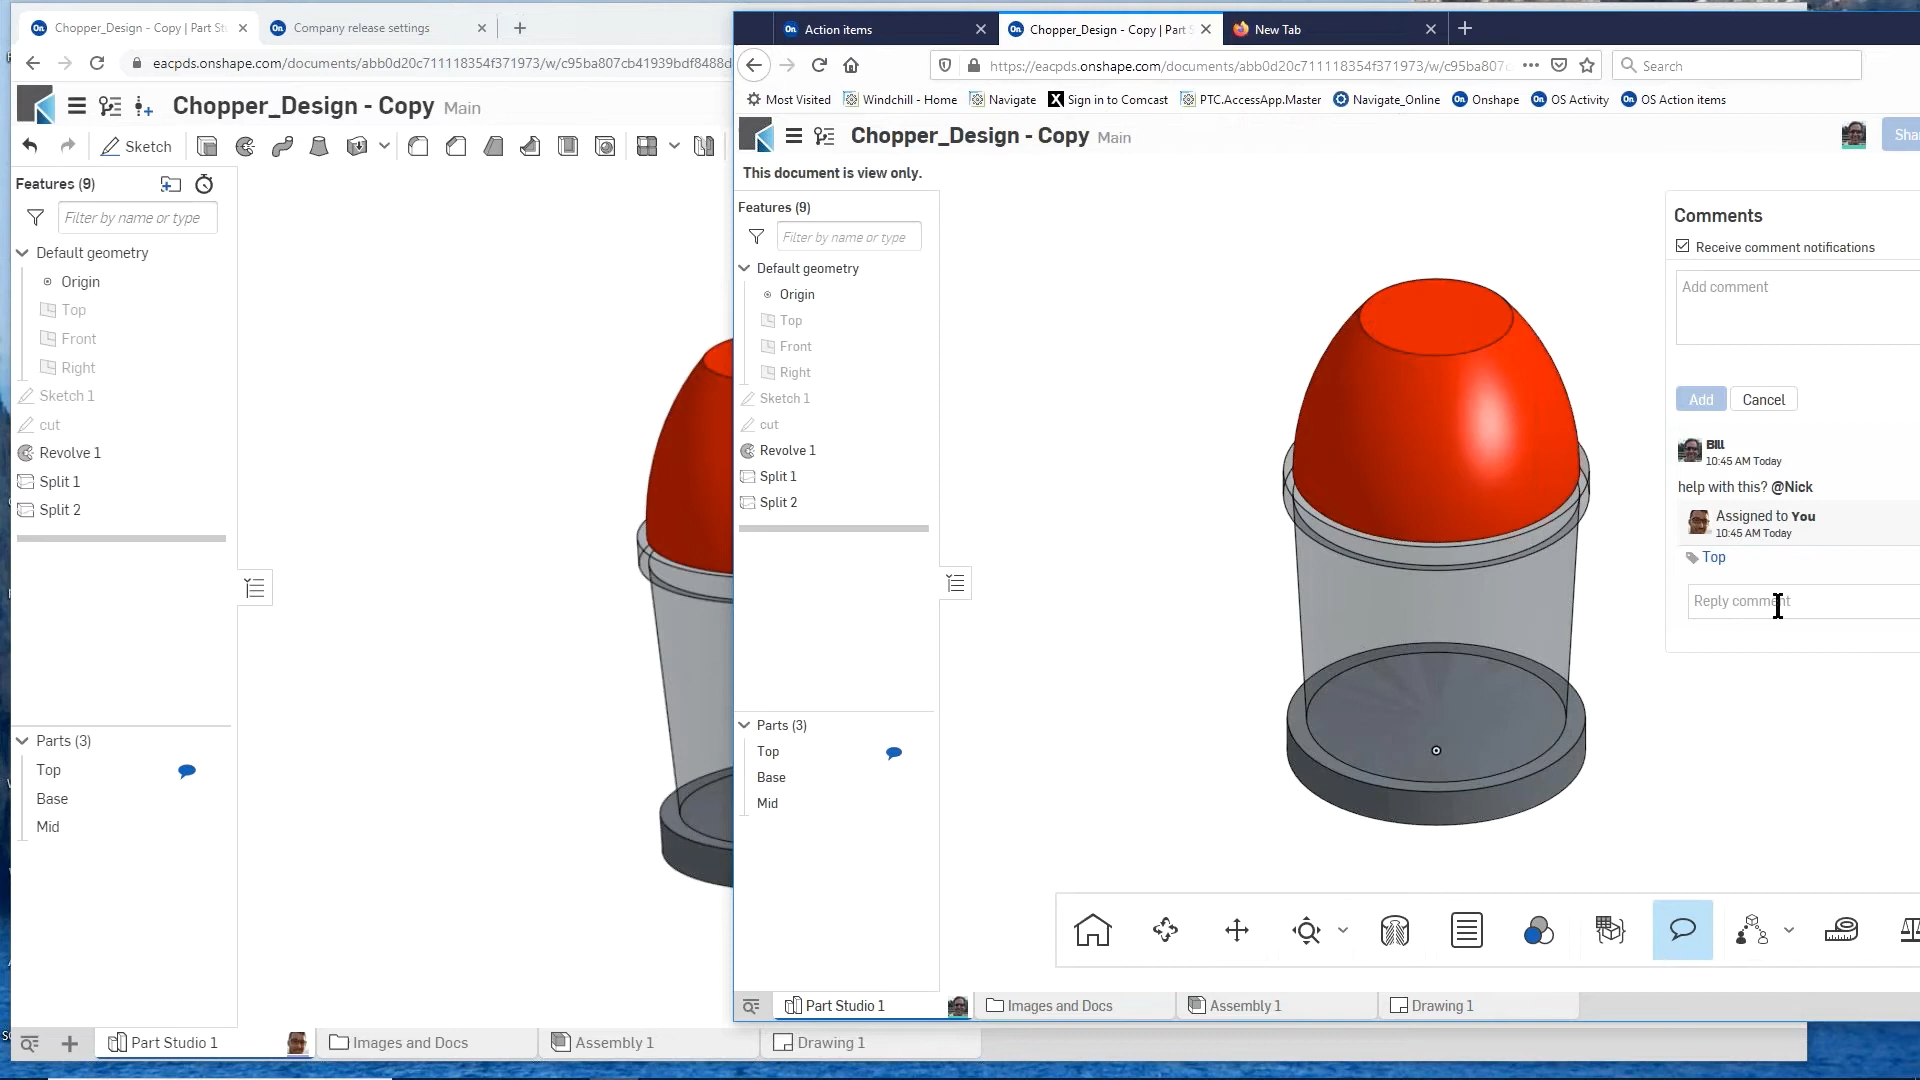 Chopper_Design - Copy | Part St
Company release settings
eacpds.onshape.com/documents/abb0d20c711118354f371973/w/c95ba807cb41939bdf8488d
Chopper_Design - Copy Main
Sketch
Features (9)
Filter by name or type
Default geometry
Origin
Top
Front
Right
Sketch 1
cut
Revolve 1
Split 1
Split 2
Parts (3)
Top
Base
Mid
Part Studio 1
Images and Docs
Assembly 1
Drawing 1
Action items
Chopper_Design - Copy | Part S
New Tab
https://eacpds.onshape.com/documents/abb0d20c711118354f371973/w/c95ba807c
Search
Most Visited
Windchill - Home
Navigate
Sign in to Comcast
PTC.AccessApp.Master
Navigate_Online
Onshape
OS Activity
OS Action items
Chopper_Design - Copy Main
Sha
This document is view only.
Features (9)
Filter by name or type
Default geometry
Origin
Top
Front
Right
Sketch 1
cut
Revolve 1
Split 1
Split 2
Parts (3)
Top
Base
Mid
Comments
Receive comment notifications
Add comment
Add
Cancel
Bill
10:45 AM Today
help with this? @Nick
Assigned to You
10:45 AM Today
Top
Reply comment
Part Studio 1
Images and Docs
Assembly 1
Drawing 1